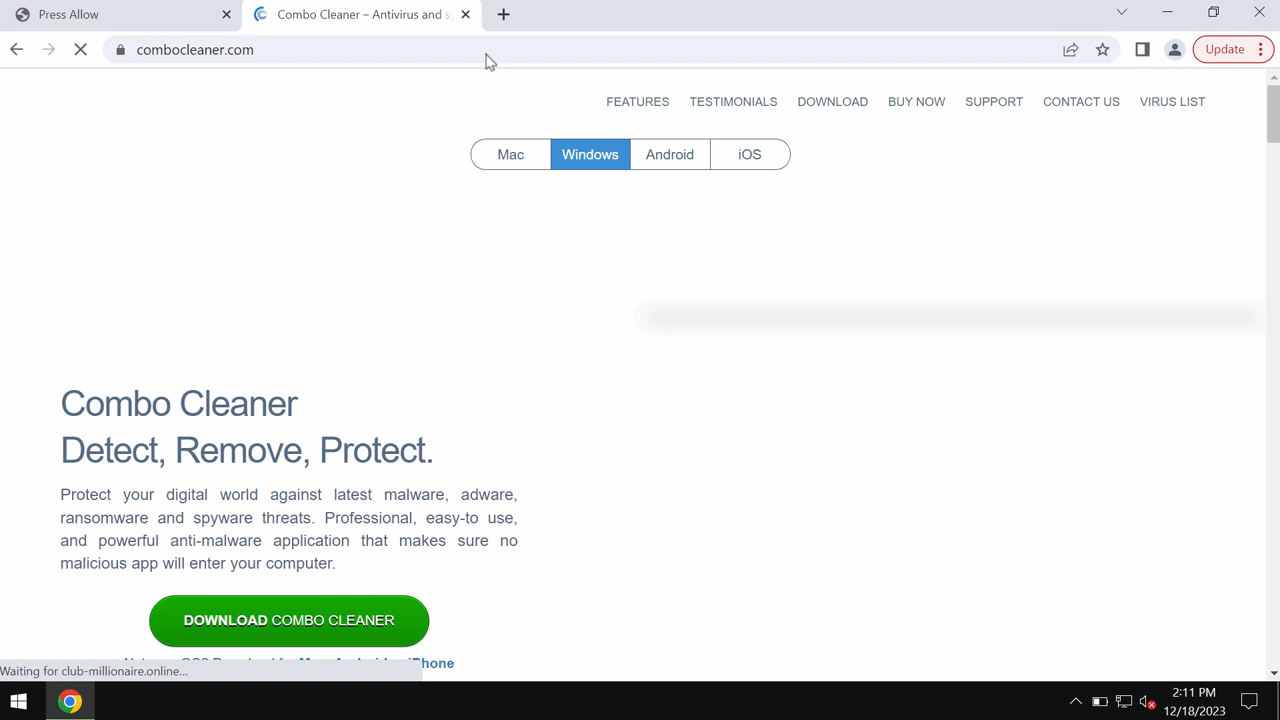 Press Allow
Combo Cleaner – Antivirus and s
combocleaner.com
Update
FEATURES TESTIMONIALS DOWNLOAD BUY NOW SUPPORT CONTACT US VIRUS LIST
Mac Windows Android iOS
Combo Cleaner
Detect, Remove, Protect.
Protect your digital world against latest malware, adware,
ransomware and spyware threats. Professional, easy-to use,
and powerful anti-malware application that makes sure no
malicious app will enter your computer.
DOWNLOAD COMBO CLEANER
iPhone
Waiting for club-millionaire.online...
2:11 PM
12/18/2023